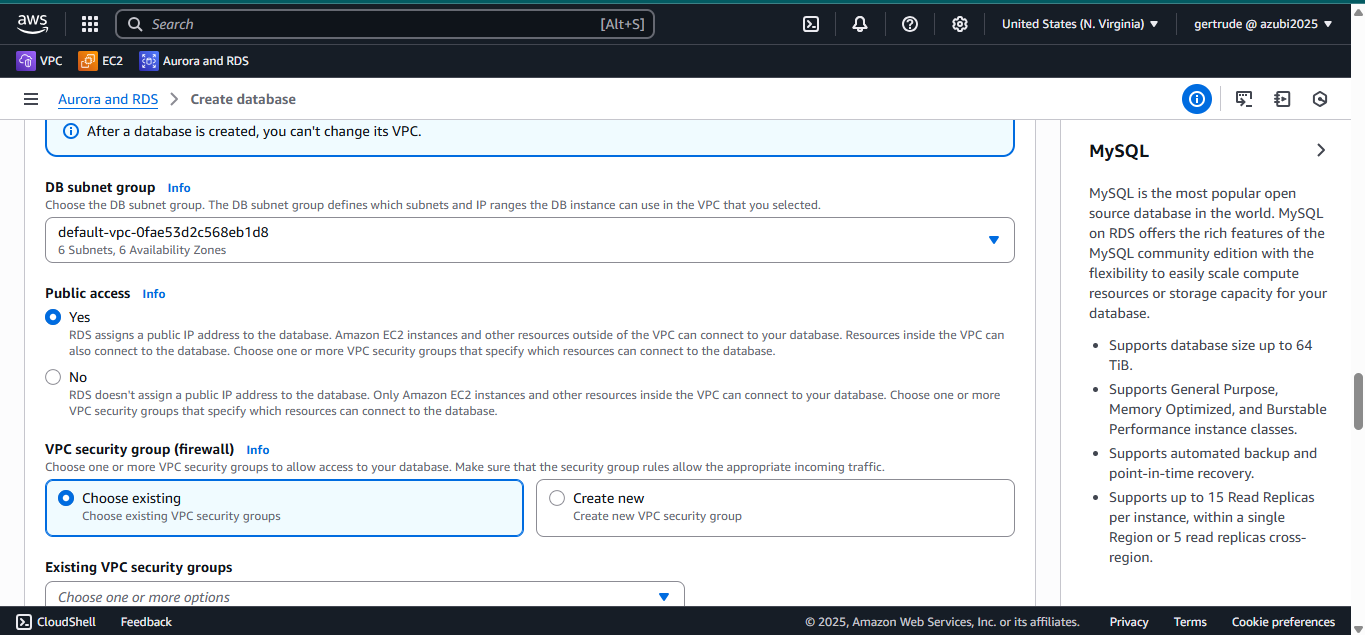 aws
Search [Alt+S]
United States (N. Virginia)
gertrude @ azubi2025
VPC
EC2
Aurora and RDS
Aurora and RDS > Create database
After a database is created, you can't change its VPC.
DB subnet group Info
Choose the DB subnet group. The DB subnet group defines which subnets and IP ranges the DB instance can use in the VPC that you selected.
default-vpc-0fae53d2c568eb1d8
6 Subnets, 6 Availability Zones
Public access Info
Yes
RDS assigns a public IP address to the database. Amazon EC2 instances and other resources outside of the VPC can connect to your database. Resources inside the VPC can
also connect to the database. Choose one or more VPC security groups that specify which resources can connect to the database.
No
RDS doesn't assign a public IP address to the database. Only Amazon EC2 instances and other resources inside the VPC can connect to your database. Choose one or more
VPC security groups that specify which resources can connect to the database.
VPC security group (firewall) Info
Choose one or more VPC security groups to allow access to your database. Make sure that the security group rules allow the appropriate incoming traffic.
Choose existing
Choose existing VPC security groups
Create new
Create new VPC security group
Existing VPC security groups
Choose one or more options
MySQL
MySQL is the most popular open
source database in the world. MySQL
on RDS offers the rich features of the
MySQL community edition with the
flexibility to easily scale compute
resources or storage capacity for your
database.
• Supports database size up to 64
TiB.
• Supports General Purpose,
Memory Optimized, and Burstable
Performance instance classes.
• Supports automated backup and
point-in-time recovery.
• Supports up to 15 Read Replicas
per instance, within a single
Region or 5 read replicas cross-
region.
CloudShell
Feedback
© 2025, Amazon Web Services, Inc. or its affiliates.
Privacy
Terms
Cookie preferences